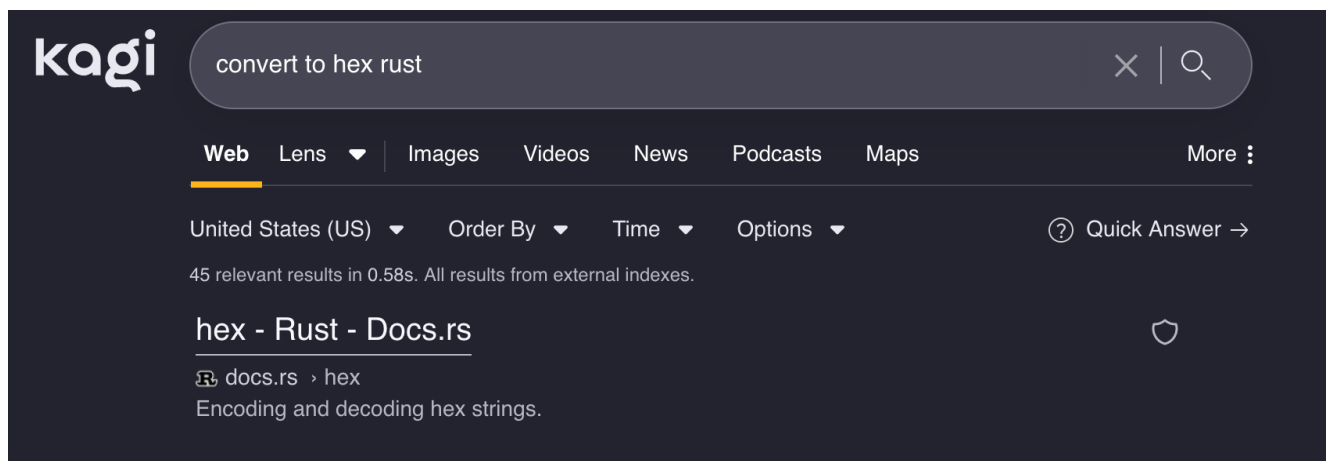 kagi convert to hex rust
Web Lens Images Videos News Podcasts Maps More
United States (US) Order By Time Options ? Quick Answer →
45 relevant results in 0.58s. All results from external indexes.
hex - Rust - Docs.rs
R docs.rs › hex
Encoding and decoding hex strings.